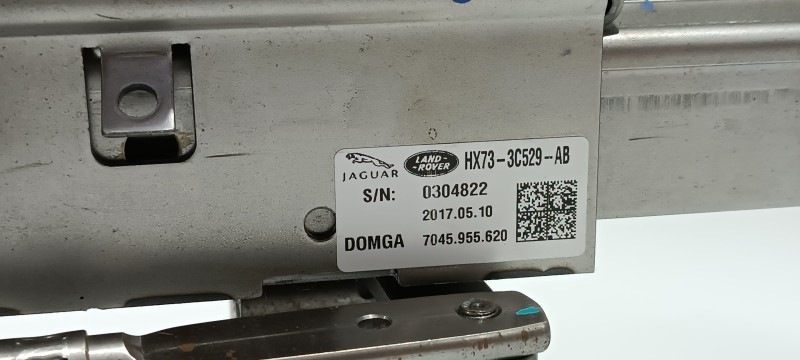 JAGUAR LAND-ROVER HX73-3C529-AB
S/N: 0304822
2017.05.10
DOMGA 7045.955.620